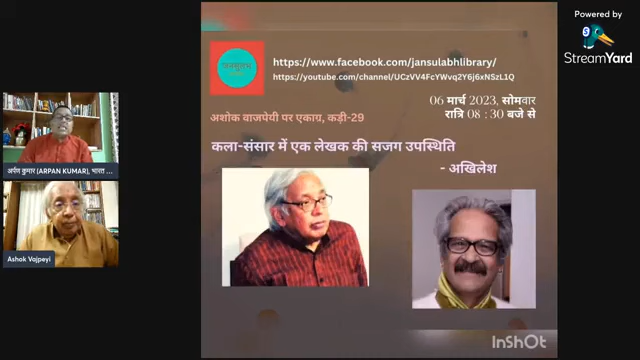 Powered by
StreamYard
जनसुलभ
https://www.facebook.com/jansulabhlibrary/
https://youtube.com/channel/UCzVV4FcYWvq2Y6j6xNSzL1Q
06 मार्च 2023, सोमवार
रात्रि 08 :30 बजे से
अशोक वाजपेयी पर एकाग्र, कड़ी-29
कला-संसार में एक लेखक की सजग उपस्थिति
- अखिलेश
अर्पण कुमार (ARPAN KUMAR), भारत ...
Ashok Vajpeyi
InShOt